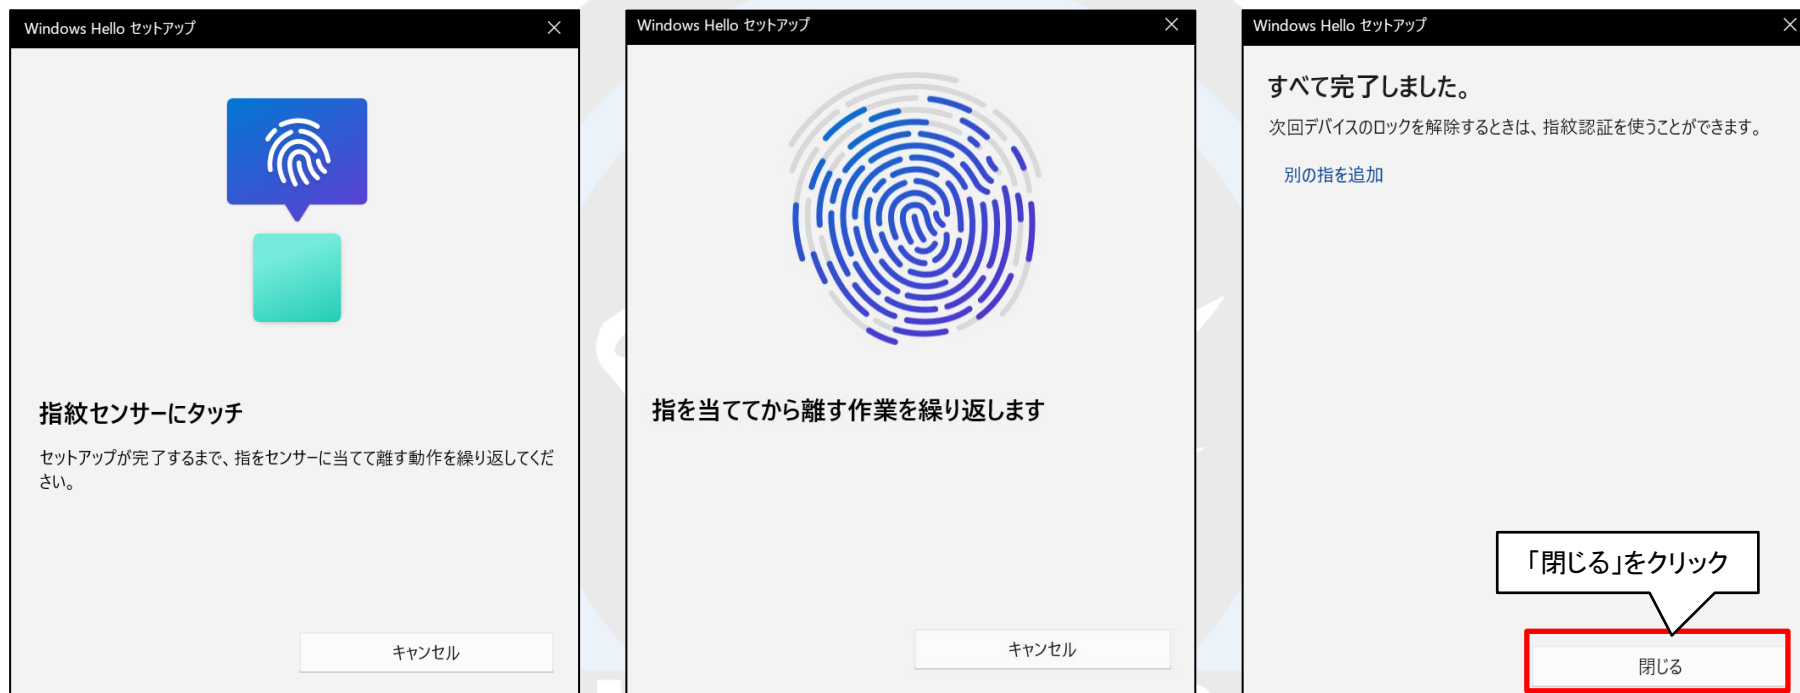 Windows Hello セットアップ
指紋センサーにタッチ
セットアップが完了するまで、指をセンサーに当てて離す動作を繰り返してくだ
さい。
キャンセル
Windows Hello セットアップ
指を当ててから離す作業を繰り返します
キャンセル
Windows Hello セットアップ
すべて完了しました。
次回デバイスのロックを解除するときは、指紋認証を使うことができます。
別の指を追加
「閉じる」をクリック
閉じる